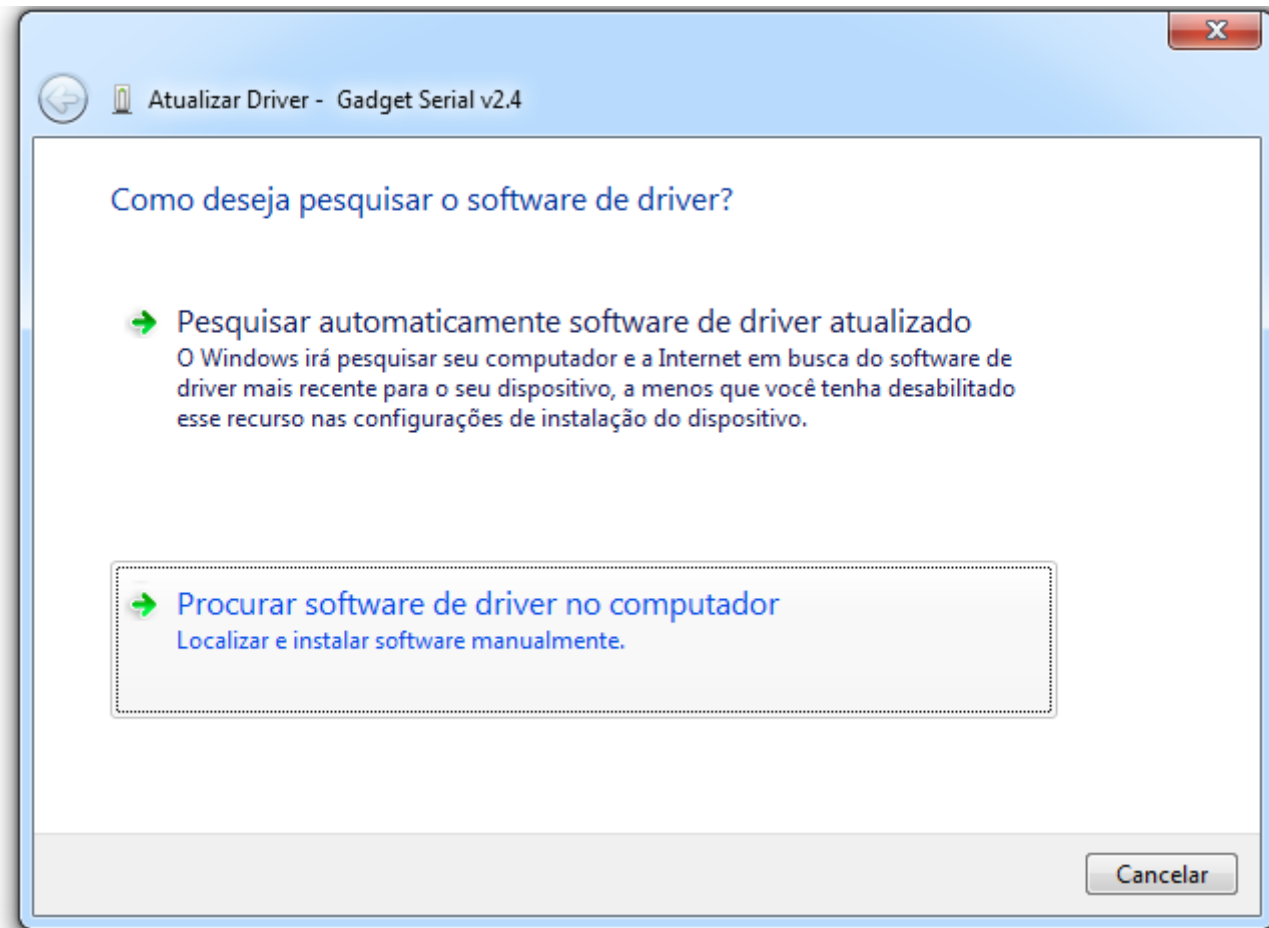 Atualizar Driver - Gadget Serial v2.4
Como deseja pesquisar o software de driver?
Pesquisar automaticamente software de driver atualizado
O Windows irá pesquisar seu computador e a Internet em busca do software de
driver mais recente para o seu dispositivo, a menos que você tenha desabilitado
esse recurso nas configurações de instalação do dispositivo.
Procurar software de driver no computador
Localizar e instalar software manualmente.
Cancelar